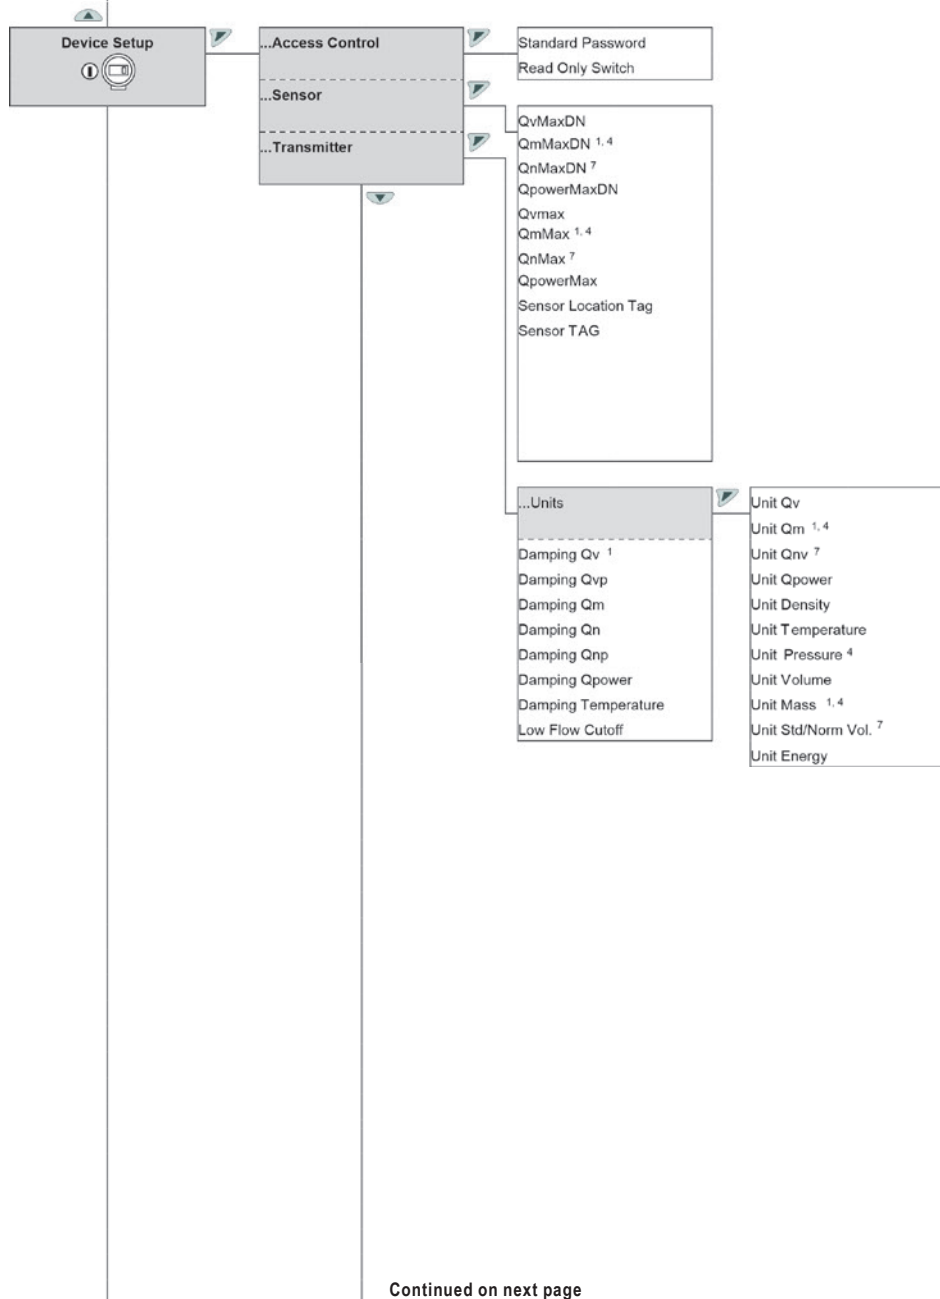 Device Setup
...Access Control
...Sensor
...Transmitter
Standard Password
Read Only Switch
QvMaxDN
QmMaxDN 1, 4
QnMaxDN 7
QpowerMaxDN
Qvmax
QmMax 1, 4
QnMax 7
QpowerMax
Sensor Location Tag
Sensor TAG
...Units
Damping Qv 1
Damping Qvp
Damping Qm
Damping Qn
Damping Qnp
Damping Qpower
Damping Temperature
Low Flow Cutoff
Unit Qv
Unit Qm 1, 4
Unit Qnv 7
Unit Qpower
Unit Density
Unit Temperature
Unit Pressure 4
Unit Volume
Unit Mass 1, 4
Unit Std/Norm Vol. 7
Unit Energy
Continued on next page